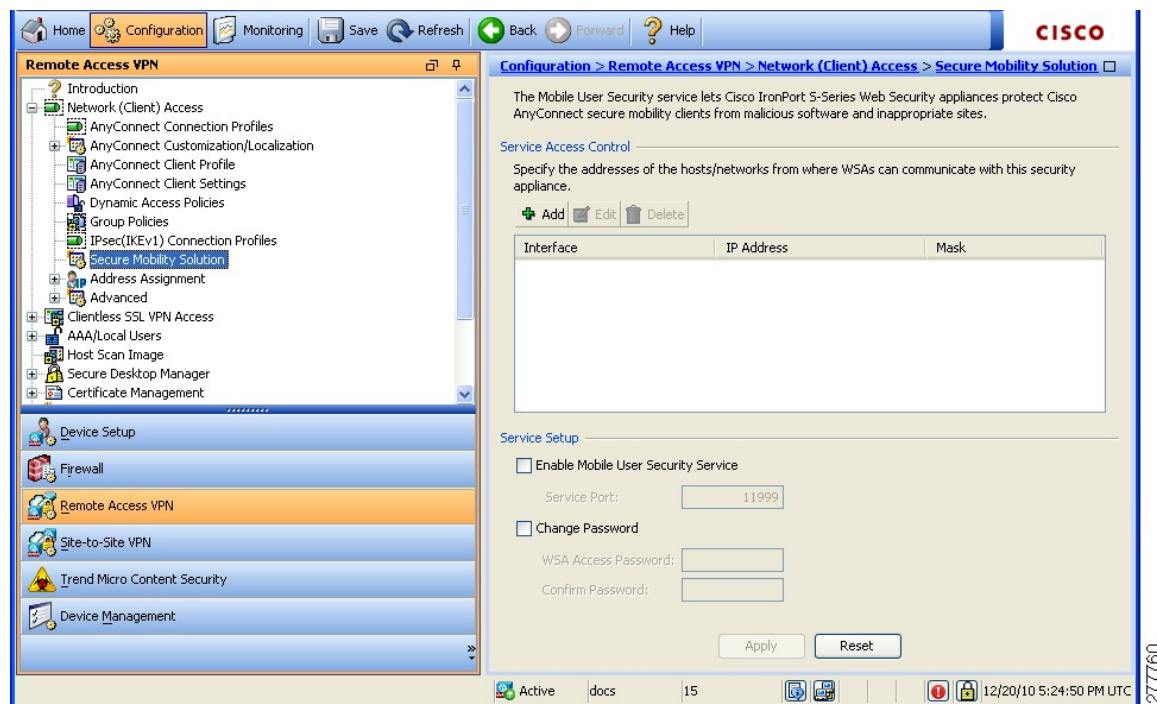 Home Configuration Monitoring Save Refresh Back Forward Help
CISCO
Remote Access VPN
Introduction
Network (Client) Access
AnyConnect Connection Profiles
AnyConnect Customization/Localization
AnyConnect Client Profile
AnyConnect Client Settings
Dynamic Access Policies
Group Policies
IPsec(IKEv1) Connection Profiles
Secure Mobility Solution
Address Assignment
Advanced
Clientless SSL VPN Access
AAA/Local Users
Host Scan Image
Secure Desktop Manager
Certificate Management
Device Setup
Firewall
Remote Access VPN
Site-to-Site VPN
Trend Micro Content Security
Device Management
Configuration > Remote Access VPN > Network (Client) Access > Secure Mobility Solution
The Mobile User Security service lets Cisco IronPort S-Series Web Security appliances protect Cisco
AnyConnect secure mobility clients from malicious software and inappropriate sites.
Service Access Control
Specify the addresses of the hosts/networks from where WSAs can communicate with this security
appliance.
Add Edit Delete
Interface IP Address Mask
Service Setup
Enable Mobile User Security Service
Service Port: 11999
Change Password
WSA Access Password:
Confirm Password:
Apply Reset
Active docs 15 12/20/10 5:24:50 PM UTC
277760